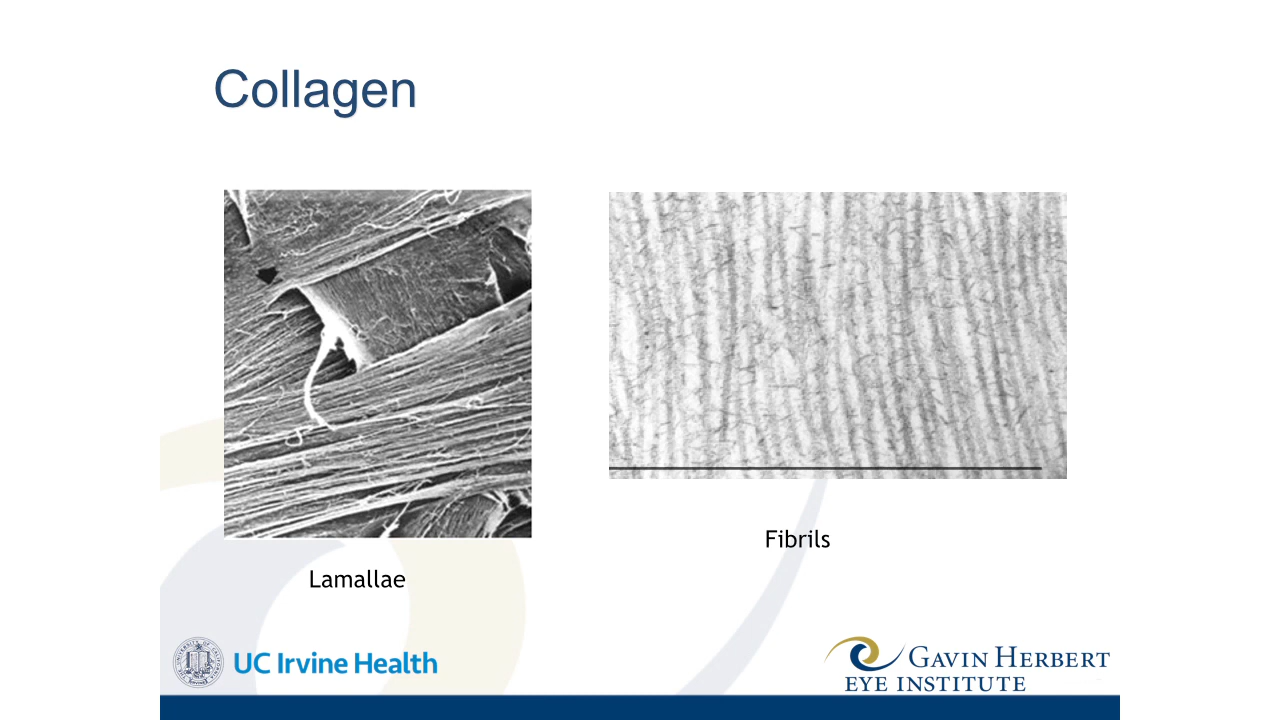 Collagen
Lamallae
Fibrils
UC Irvine Health
GAVIN HERBERT
EYE INSTITUTE